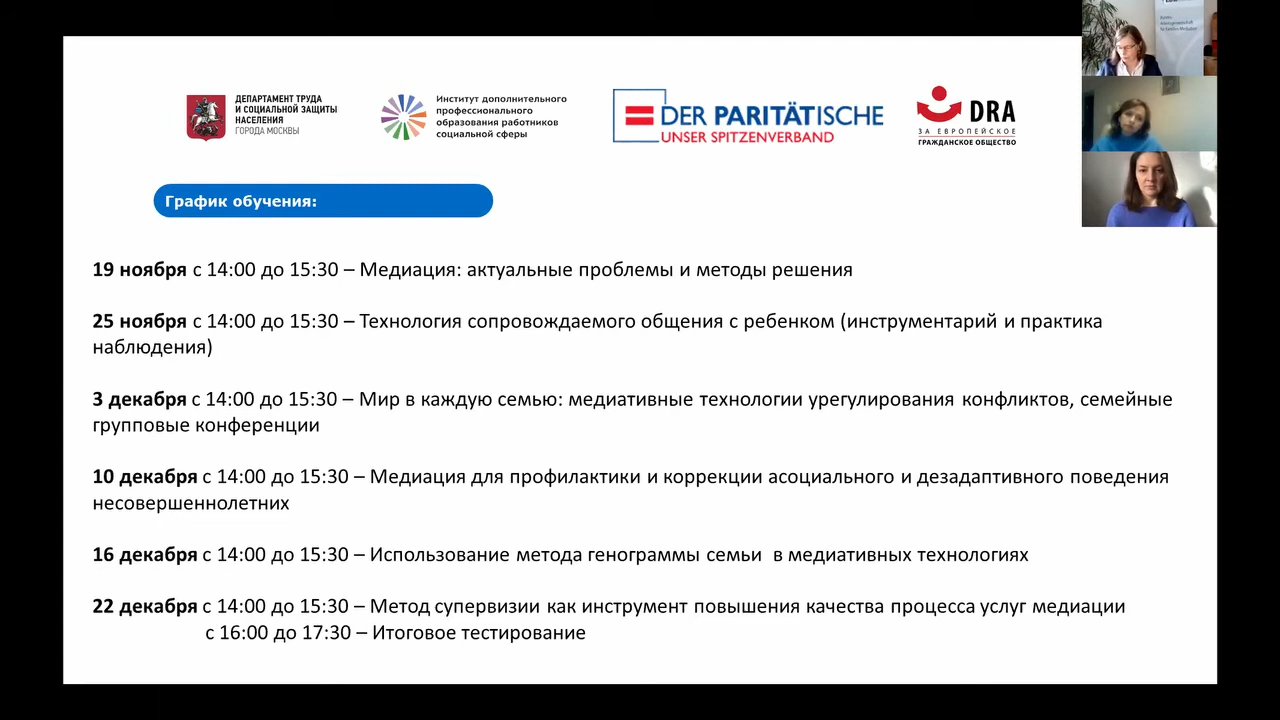 ДЕПАРТАМЕНТ ТРУДА
И СОЦИАЛЬНОЙ ЗАЩИТЫ
НАСЕЛЕНИЯ
ГОРОДА МОСКВЫ
Институт дополнительного
профессионального
образования работников
социальной сферы
DER PARITÄTISCHE
UNSER SPITZENVERBAND
DRA
ЗА ЕВРОПЕЙСКОЕ
ГРАЖДАНСКОЕ ОБЩЕСТВО
График обучения:
19 ноября с 14:00 до 15:30 – Медиация: актуальные проблемы и методы решения
25 ноября с 14:00 до 15:30 – Технология сопровождаемого общения с ребенком (инструментарий и практика
наблюдения)
3 декабря с 14:00 до 15:30 – Мир в каждую семью: медиативные технологии урегулирования конфликтов, семейные
групповые конференции
10 декабря с 14:00 до 15:30 – Медиация для профилактики и коррекции асоциального и дезадаптивного поведения
несовершеннолетних
16 декабря с 14:00 до 15:30 – Использование метода генограммы семьи  в медиативных технологиях
22 декабря с 14:00 до 15:30 – Метод супервизии как инструмент повышения качества процесса услуг медиации
с 16:00 до 17:30 – Итоговое тестирование